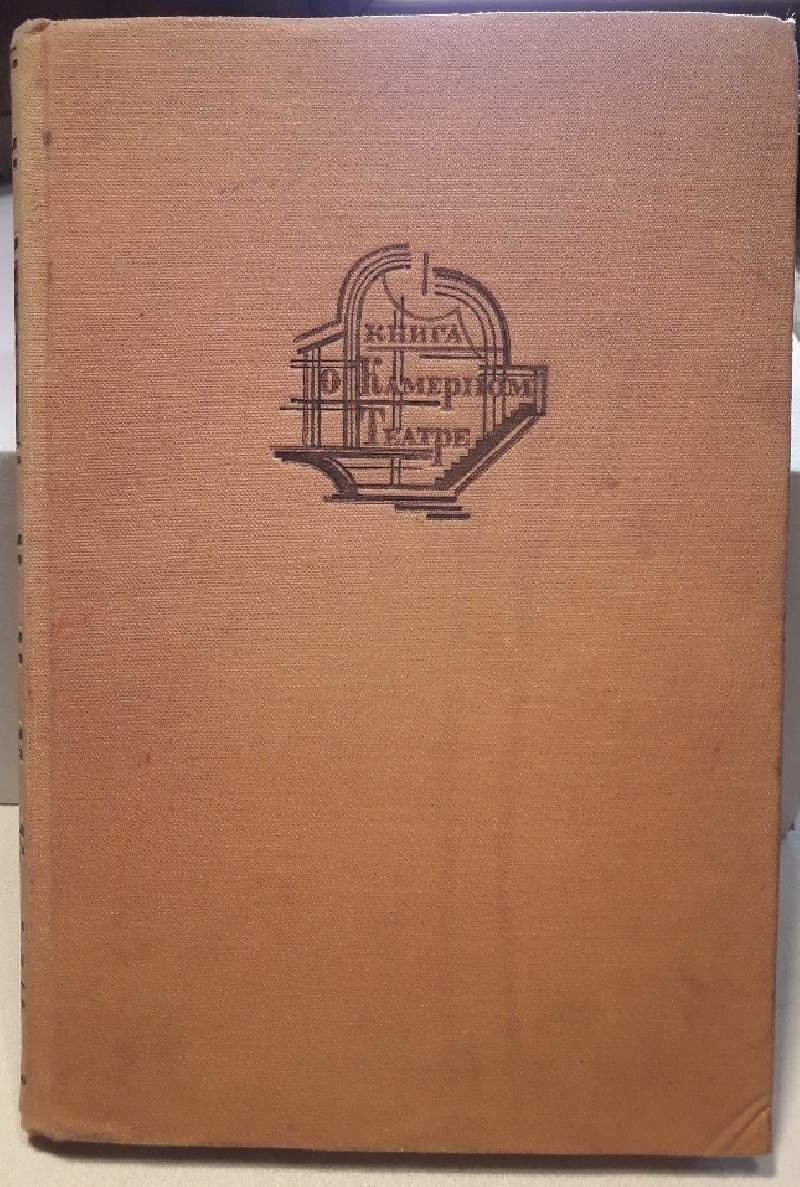 книга
о Камерном
Театре